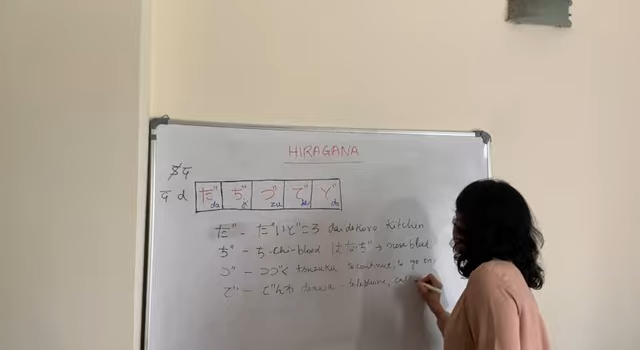 HIRAGANA
द d だ ぢ づ で ど
da zu de do
だ - だいどころ daidokoro Kitchen
ぢ - ち-chi-blood はなぢ → nose blood
づ - つづく tsuzuku to continue, to go on
で - でんわ denwa - telephone, call